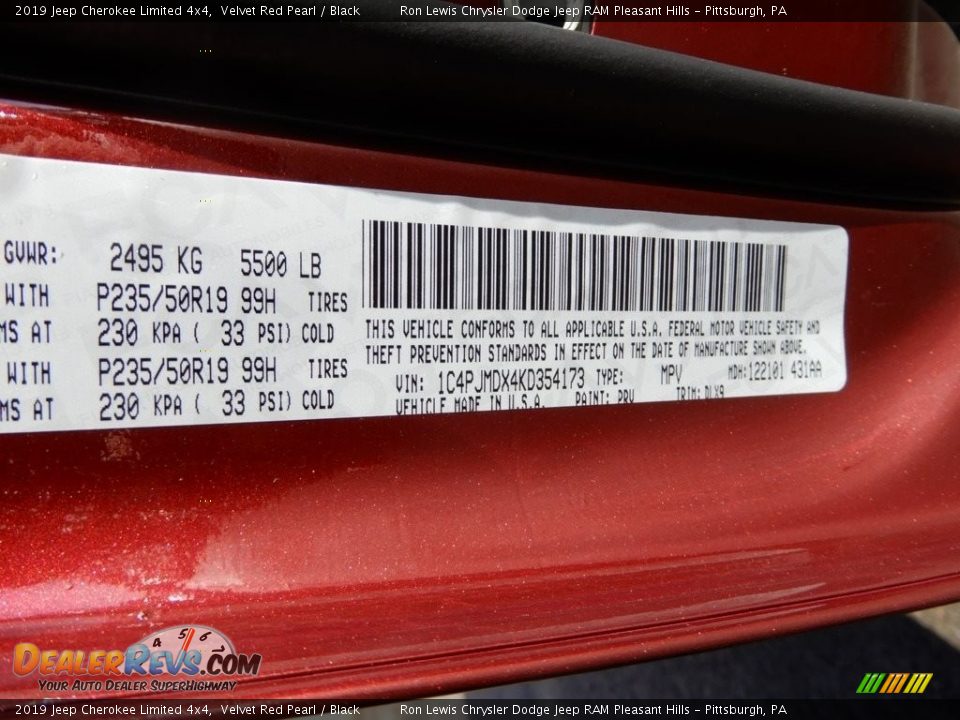 2019 Jeep Cherokee Limited 4x4, Velvet Red Pearl / Black Ron Lewis Chrysler Dodge Jeep RAM Pleasant Hills - Pittsburgh, PA
GVWR: 2495 KG 5500 LB
WITH P235/50R19 99H TIRES
MS AT 230 KPA ( 33 PSI) COLD
WITH P235/50R19 99H TIRES
MS AT 230 KPA ( 33 PSI) COLD
THIS VEHICLE CONFORMS TO ALL APPLICABLE U.S.A. FEDERAL MOTOR VEHICLE SAFETY AND
THEFT PREVENTION STANDARDS IN EFFECT ON THE DATE OF MANUFACTURE SHOWN ABOVE.
VIN: 1C4PJMDX4KD354173 TYPE: MPV MDH:122101 431AA
VEHICLE MADE IN U.S.A. PAINT: PRV TRIM: DLX9
4 5 6
DealerRevs.com
Your Auto Dealer SuperHighway
2019 Jeep Cherokee Limited 4x4, Velvet Red Pearl / Black Ron Lewis Chrysler Dodge Jeep RAM Pleasant Hills - Pittsburgh, PA